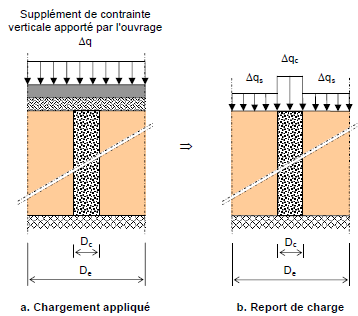 Supplément de contrainte
verticale apporté par l'ouvrage
Δq
Δqc
Δqs
Δqs
⇒
Dc
Dc
De
De
a. Chargement appliqué
b. Report de charge